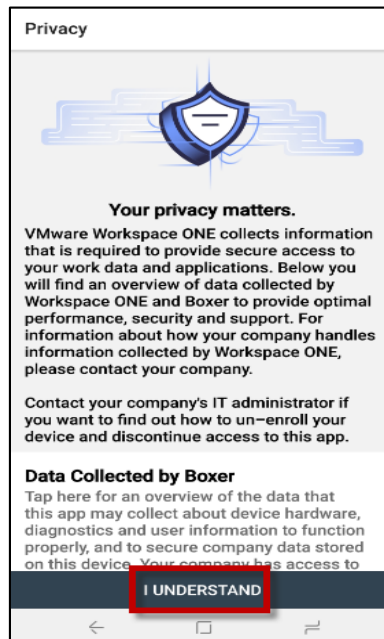 Privacy
Your privacy matters.
VMware Workspace ONE collects information
that is required to provide secure access to
your work data and applications. Below you
will find an overview of data collected by
Workspace ONE and Boxer to provide optimal
performance, security and support. For
information about how your company handles
information collected by Workspace ONE,
please contact your company.
Contact your company's IT administrator if
you want to find out how to un-enroll your
device and discontinue access to this app.
Data Collected by Boxer
Tap here for an overview of the data that
this app may collect about device hardware,
diagnostics and user information to function
properly, and to secure company data stored
on this device. Your company has access to
I UNDERSTAND